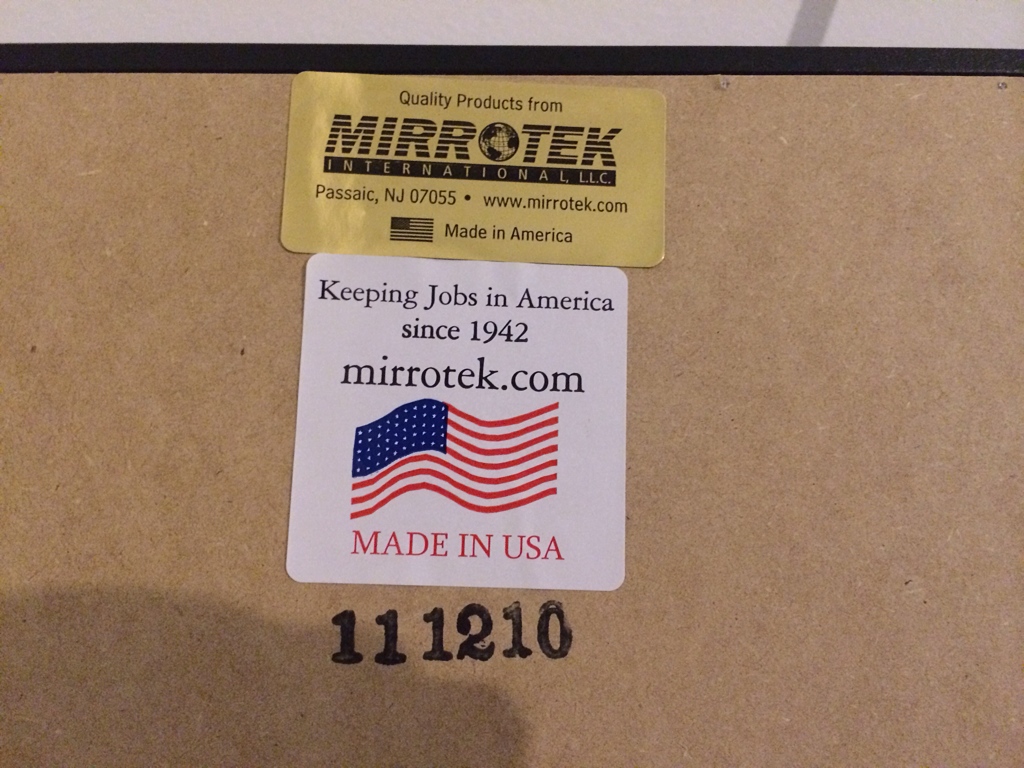 Quality Products from
MIRROTEK
INTERNATIONAL, L.L.C.
Passaic, NJ 07055 • www.mirrotek.com
Made in America
Keeping Jobs in America
since 1942
mirrotek.com
MADE IN USA
111210